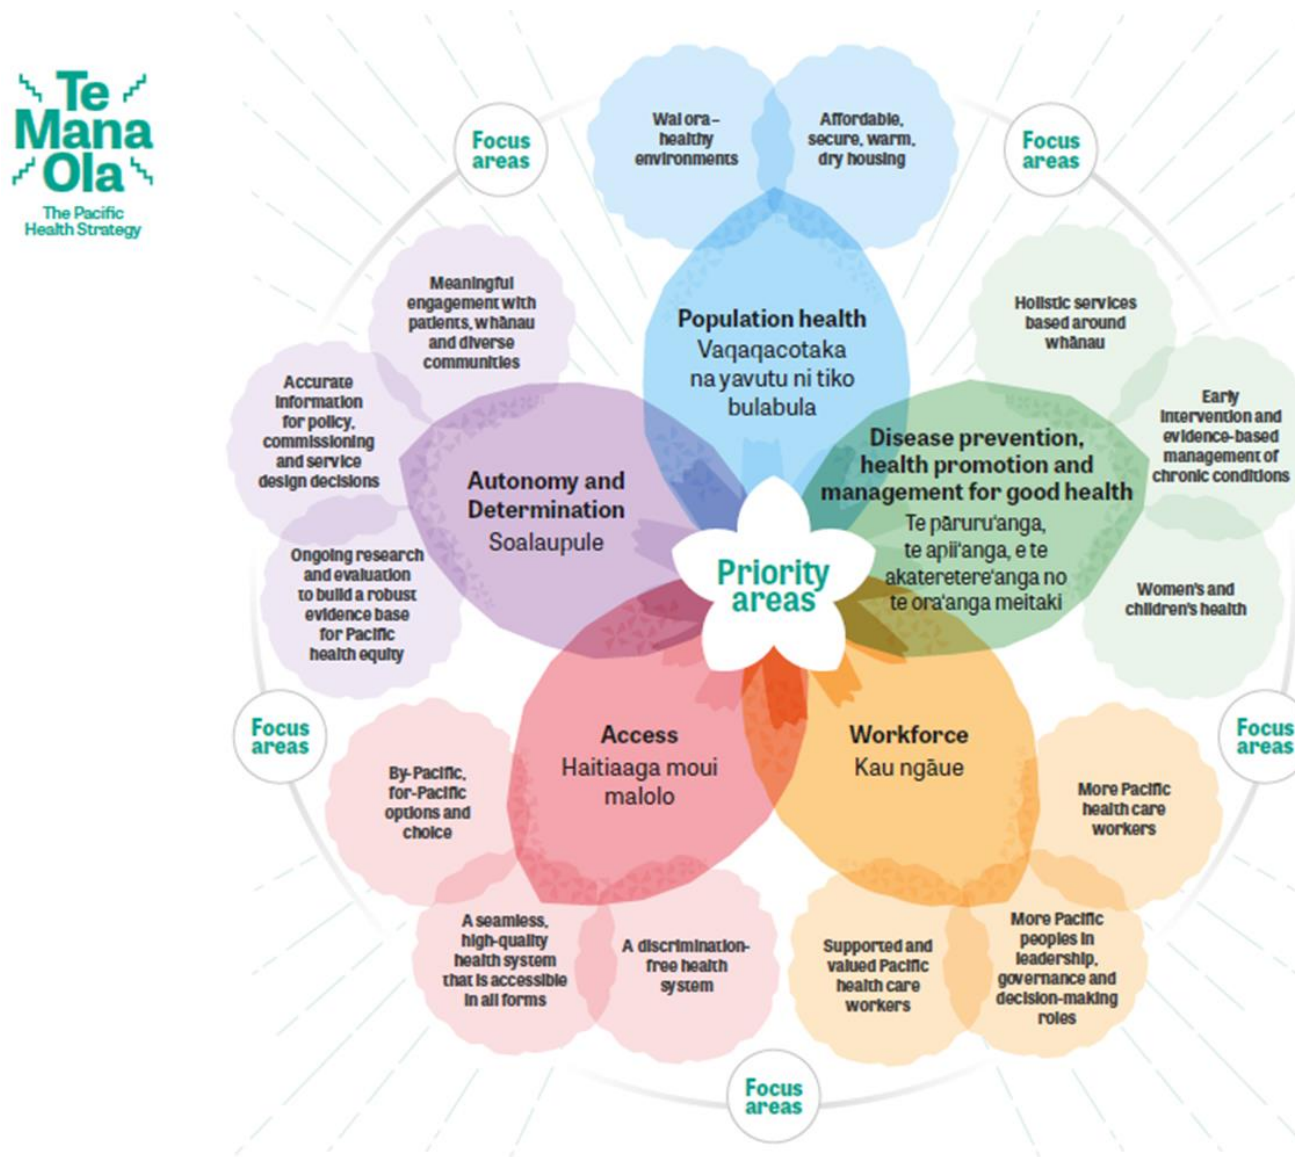 Te
Mana
Ola
The Pacific
Health Strategy
Focus
areas
Wai ora –
healthy
environments
Affordable,
secure, warm,
dry housing
Focus
areas
Population health
Vaqaqacotaka
na yavutu ni tiko
bulabula
Holistic services
based around
whānau
Early
intervention and
evidence-based
management of
chronic conditions
Women's and
children's health
Disease prevention,
health promotion and
management for good health
Te pāruru'anga,
te apii'anga, e te
akateretere'anga no
te ora'anga meitaki
Meaningful
engagement with
patients, whānau
and diverse
communities
Accurate
information
for policy,
commissioning
and service
design decisions
Ongoing research
and evaluation
to build a robust
evidence base
for Pacific
health equity
Autonomy and
Determination
Soalaupule
Priority
areas
Focus
areas
Focus
areas
Access
Haitiaaga moui
malolo
By-Pacific,
for-Pacific
options and
choice
A seamless,
high-quality
health system
that is accessible
in all forms
A discrimination-
free health
system
Workforce
Kau ngāue
More Pacific
health care
workers
Supported and
valued Pacific
health care
workers
More Pacific
peoples in
leadership,
governance and
decision-making
roles
Focus
areas